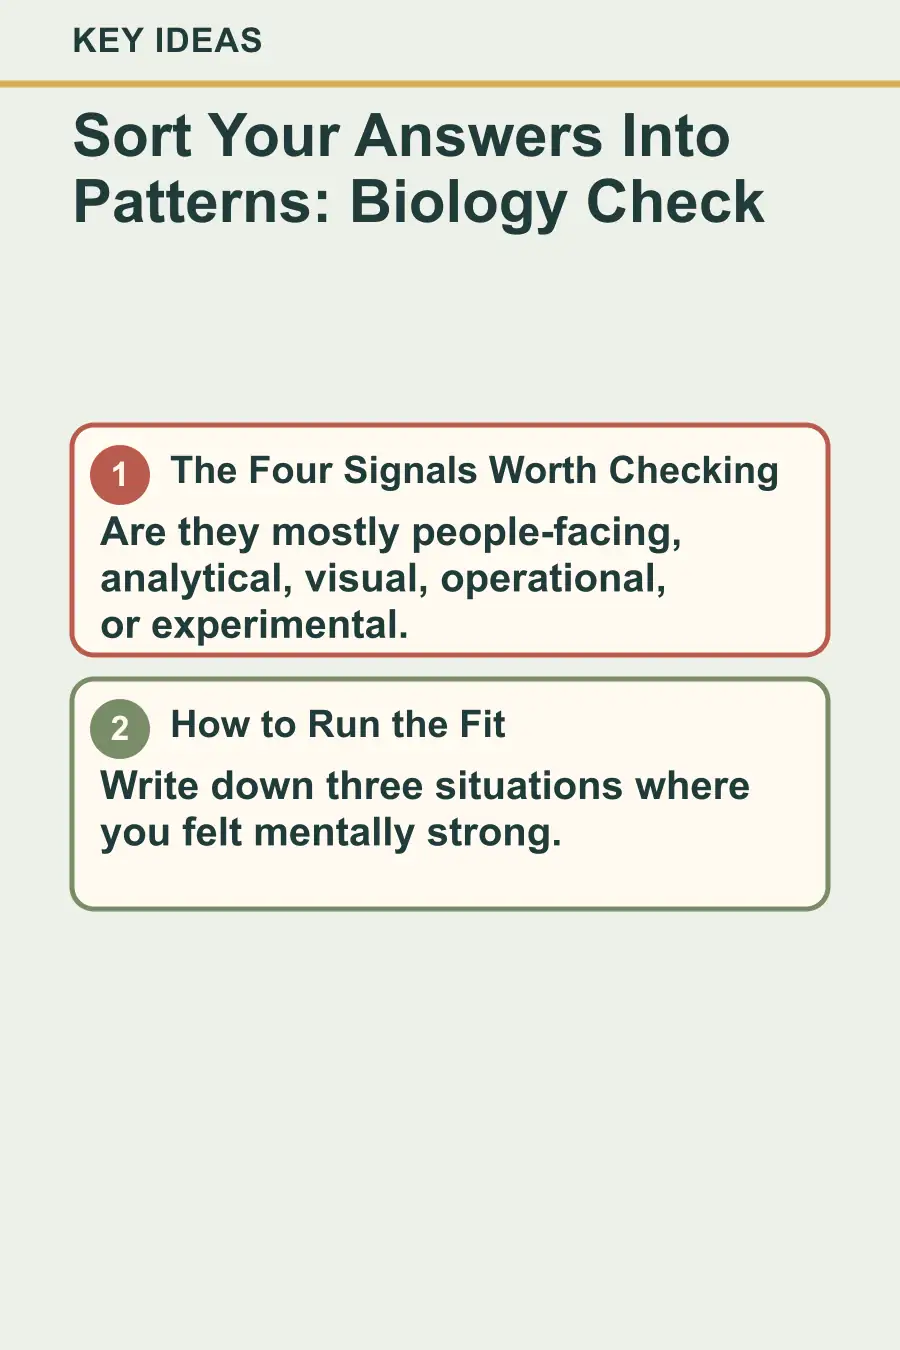 KEY IDEAS
Sort Your Answers Into
Patterns: Biology Check
1 The Four Signals Worth Checking
Are they mostly people-facing,
analytical, visual, operational,
or experimental.
2 How to Run the Fit
Write down three situations where
you felt mentally strong.